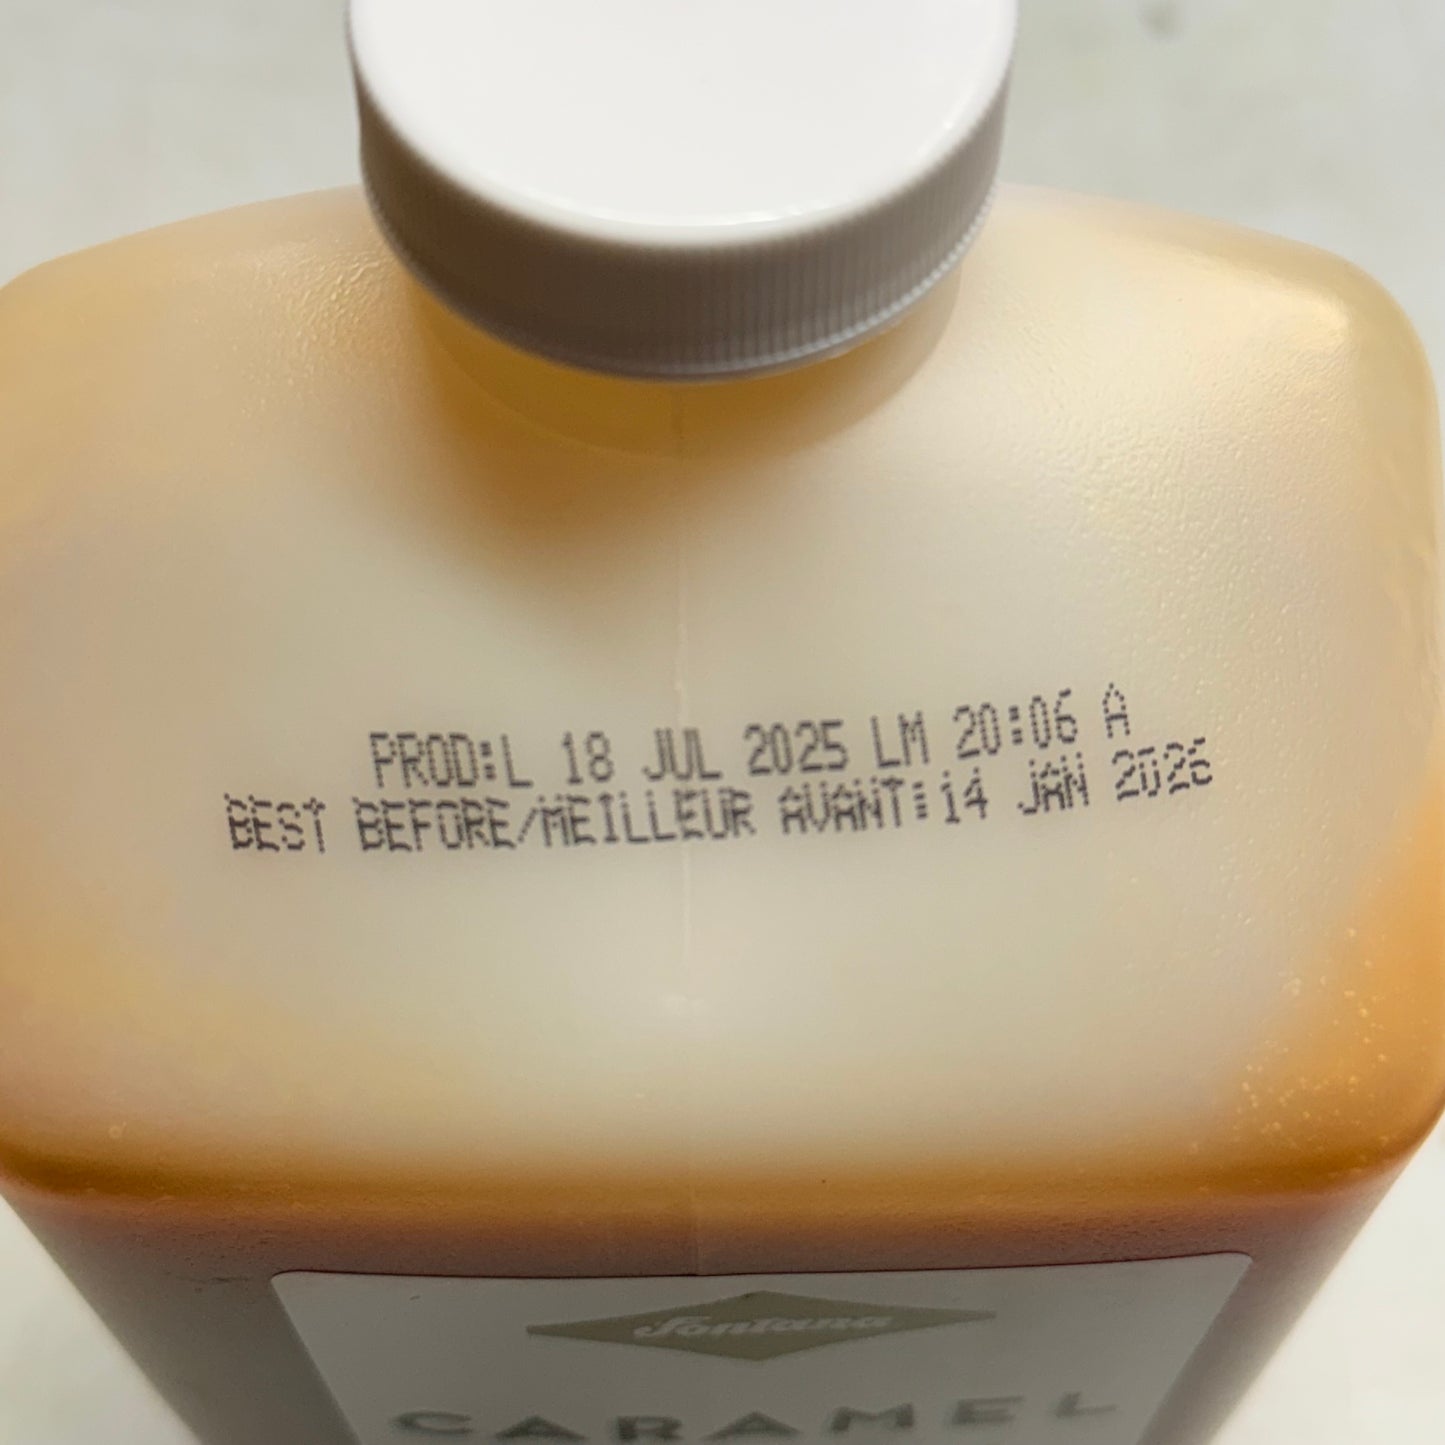 PROD:L 18 JUL 2025 LM 20:06 A
BEST BEFORE/MEILLEUR AVANT:14 JAN 2026
Fontana
CARAMEL